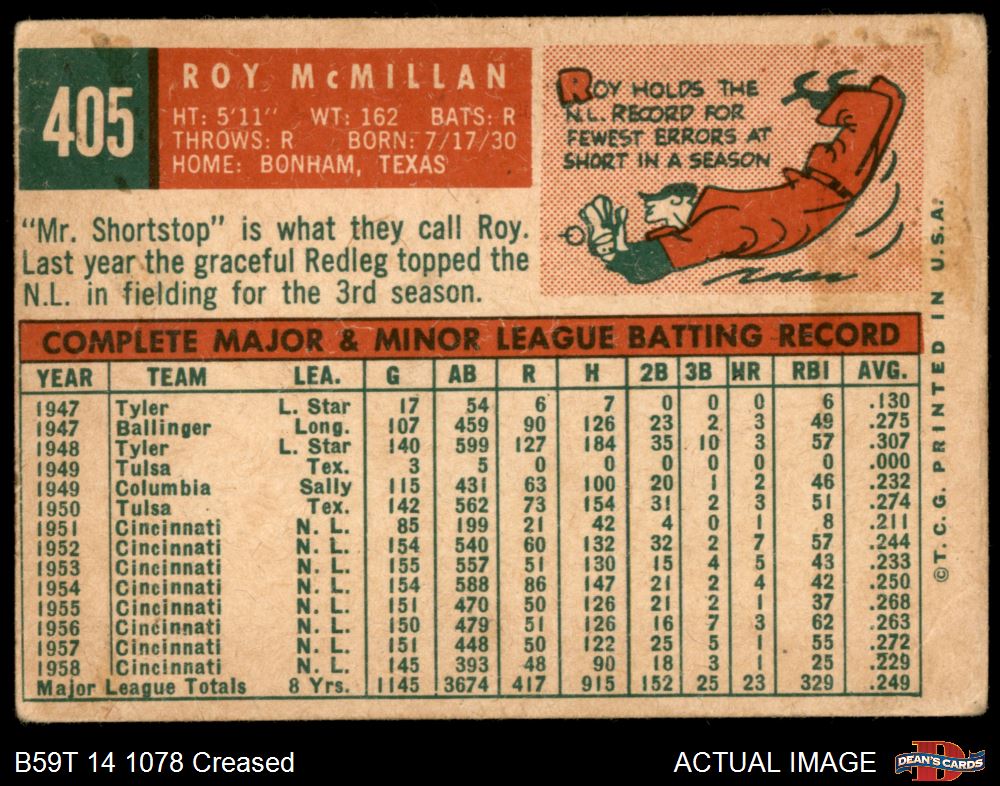 405
ROY McMILLAN
HT: 5'11" WT: 162 BATS: R
THROWS: R BORN: 7/17/30
HOME: BONHAM, TEXAS
ROY HOLDS THE
N.L. RECORD FOR
FEWEST ERRORS AT
SHORT IN A SEASON
"Mr. Shortstop" is what they call Roy.
Last year the graceful Redleg topped the
N.L. in fielding for the 3rd season.
COMPLETE MAJOR & MINOR LEAGUE BATTING RECORD
YEAR TEAM LEA. G AB R H 2B 3B HR RBI AVG.
1947 Tyler L. Star 17 54 6 7 0 0 0 6 .130
1947 Ballinger Long. 107 459 90 126 23 2 3 49 .275
1948 Tyler L. Star 140 599 127 184 35 10 3 57 .307
1949 Tulsa Tex. 3 5 0 0 0 0 0 0 .000
1949 Columbia Sally 115 431 63 100 20 1 2 46 .232
1950 Tulsa Tex. 142 562 73 154 31 2 3 51 .274
1951 Cincinnati N. L. 85 199 21 42 4 0 1 8 .211
1952 Cincinnati N. L. 154 540 60 132 32 2 7 57 .244
1953 Cincinnati N. L. 155 557 51 130 15 4 5 43 .233
1954 Cincinnati N. L. 154 588 86 147 21 2 4 42 .250
1955 Cincinnati N. L. 151 470 50 126 21 2 1 37 .268
1956 Cincinnati N. L. 150 479 51 126 16 7 3 62 .263
1957 Cincinnati N. L. 151 448 50 122 25 5 1 55 .272
1958 Cincinnati N. L. 145 393 48 90 18 3 1 25 .229
Major League Totals 8 Yrs. 1145 3674 417 915 152 25 23 329 .249
©T. C. G. PRINTED IN U.S.A.
B59T 14 1078 Creased
ACTUAL IMAGE
D
DEAN'S CARDS